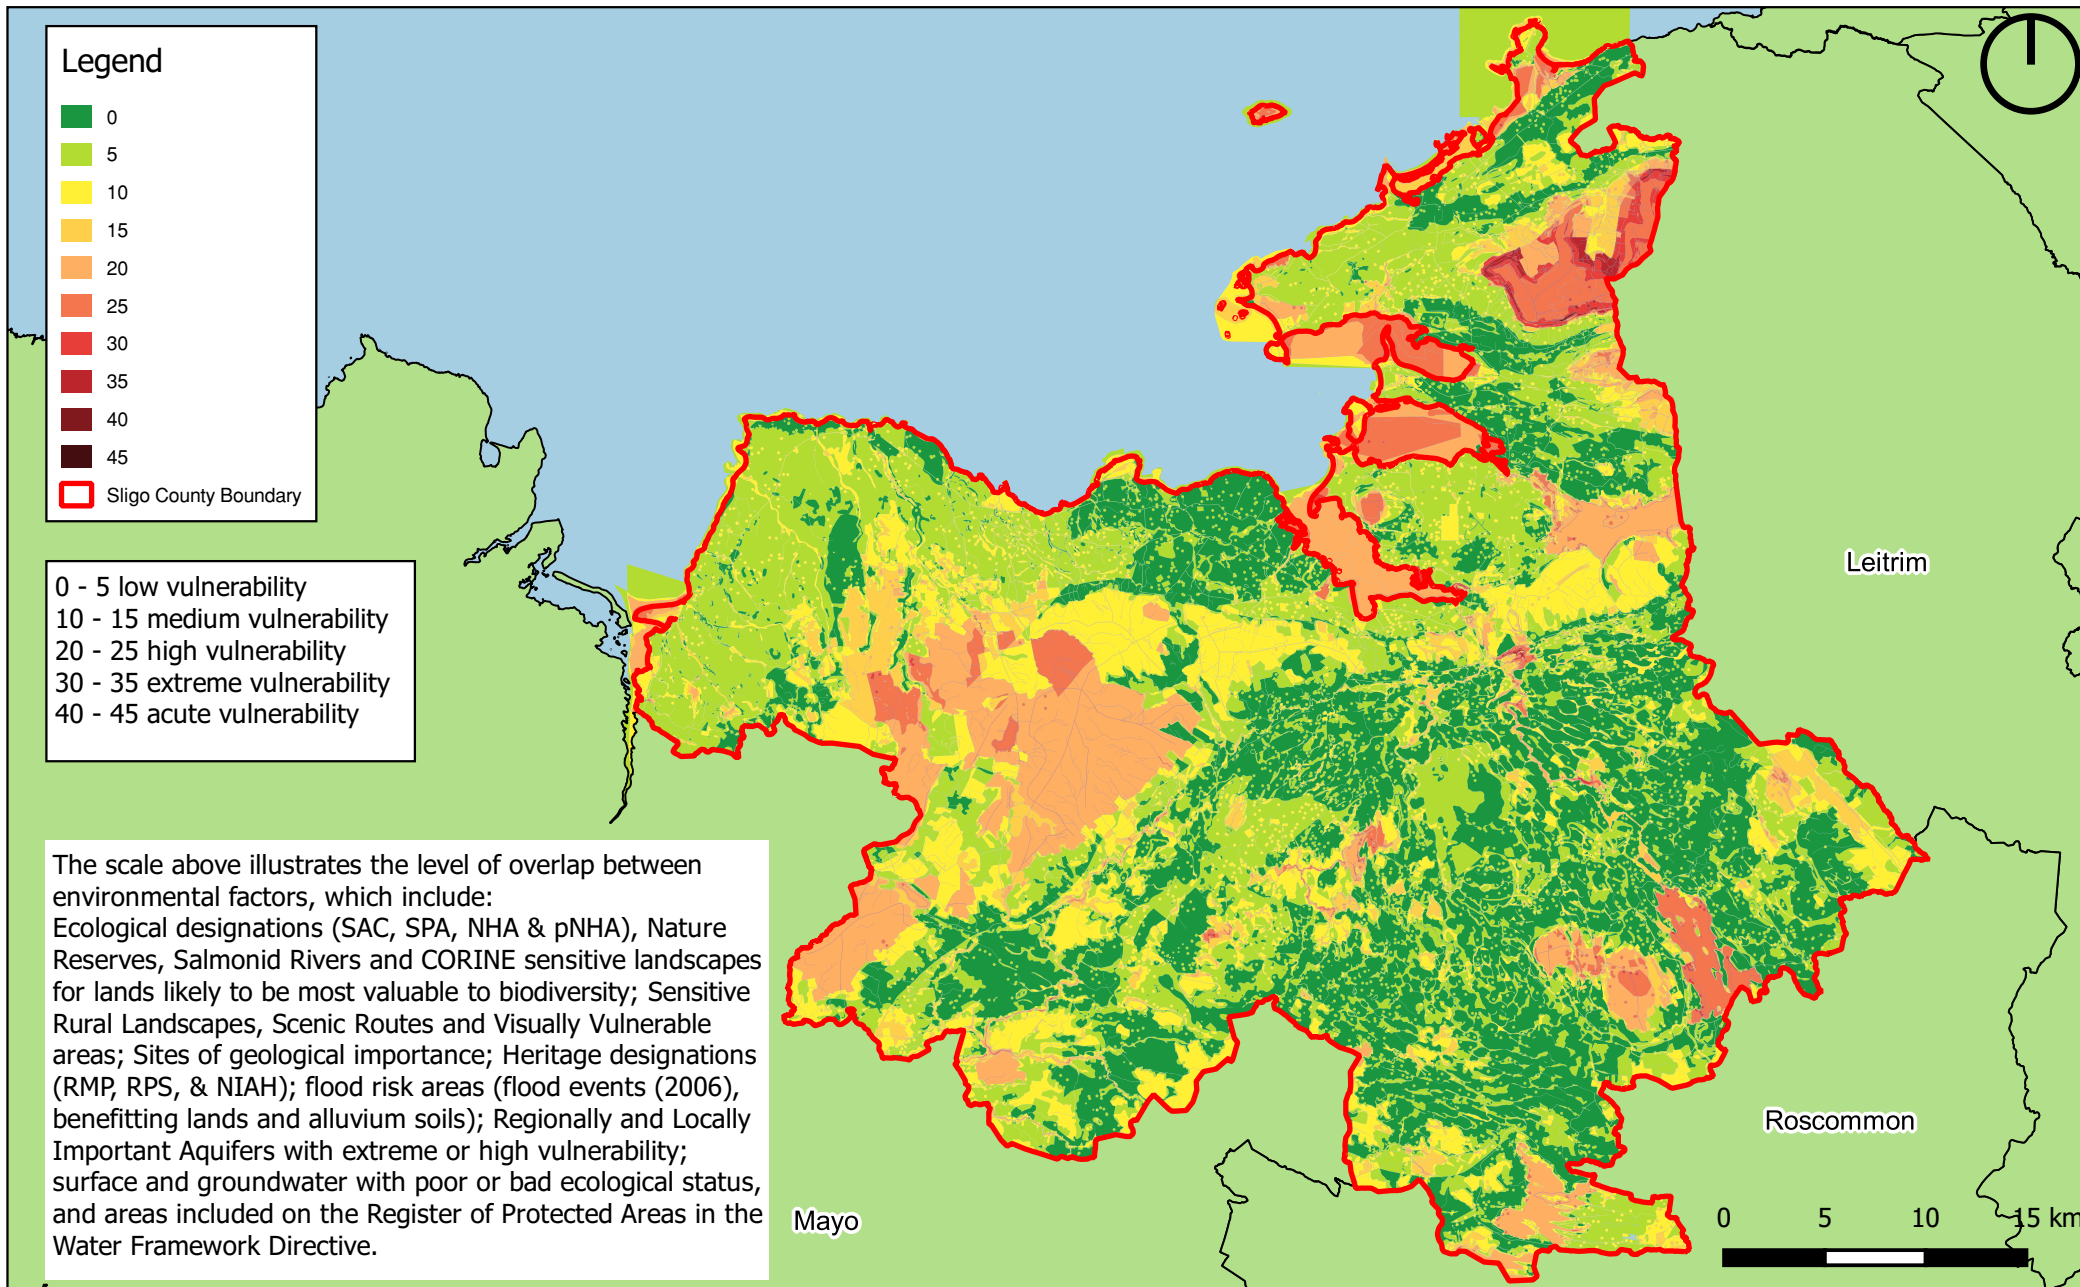 Legend
0
5
10
15
20
25
30
35
40
45
Sligo County Boundary
0 - 5 low vulnerability
10 - 15 medium vulnerability
20 - 25 high vulnerability
30 - 35 extreme vulnerability
40 - 45 acute vulnerability
The scale above illustrates the level of overlap between
environmental factors, which include:
Ecological designations (SAC, SPA, NHA & pNHA), Nature
Reserves, Salmonid Rivers and CORINE sensitive landscapes
for lands likely to be most valuable to biodiversity; Sensitive
Rural Landscapes, Scenic Routes and Visually Vulnerable
areas; Sites of geological importance; Heritage designations
(RMP, RPS, & NIAH); flood risk areas (flood events (2006),
benefitting lands and alluvium soils); Regionally and Locally
Important Aquifers with extreme or high vulnerability;
surface and groundwater with poor or bad ecological status,
and areas included on the Register of Protected Areas in the
Water Framework Directive.
Leitrim
Roscommon
Mayo
0 5 10 15 km